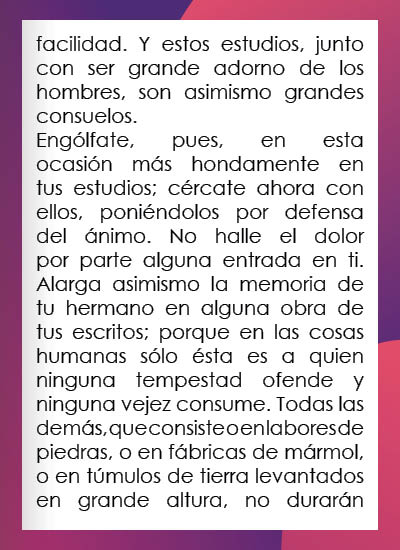 facilidad. Y estos estudios, junto
con ser grande adorno de los
hombres, son asimismo grandes
consuelos.
Engólfate, pues, en esta
ocasión más hondamente en
tus estudios; cércate ahora con
ellos, poniéndolos por defensa
del ánimo. No halle el dolor
por parte alguna entrada en ti.
Alarga asimismo la memoria de
tu hermano en alguna obra de
tus escritos; porque en las cosas
humanas sólo ésta es a quien
ninguna tempestad ofende y
ninguna vejez consume. Todas las
demás, que consiste o en labores de
piedras, o en fábricas de mármol,
o en túmulos de tierra levantados
en grande altura, no durarán